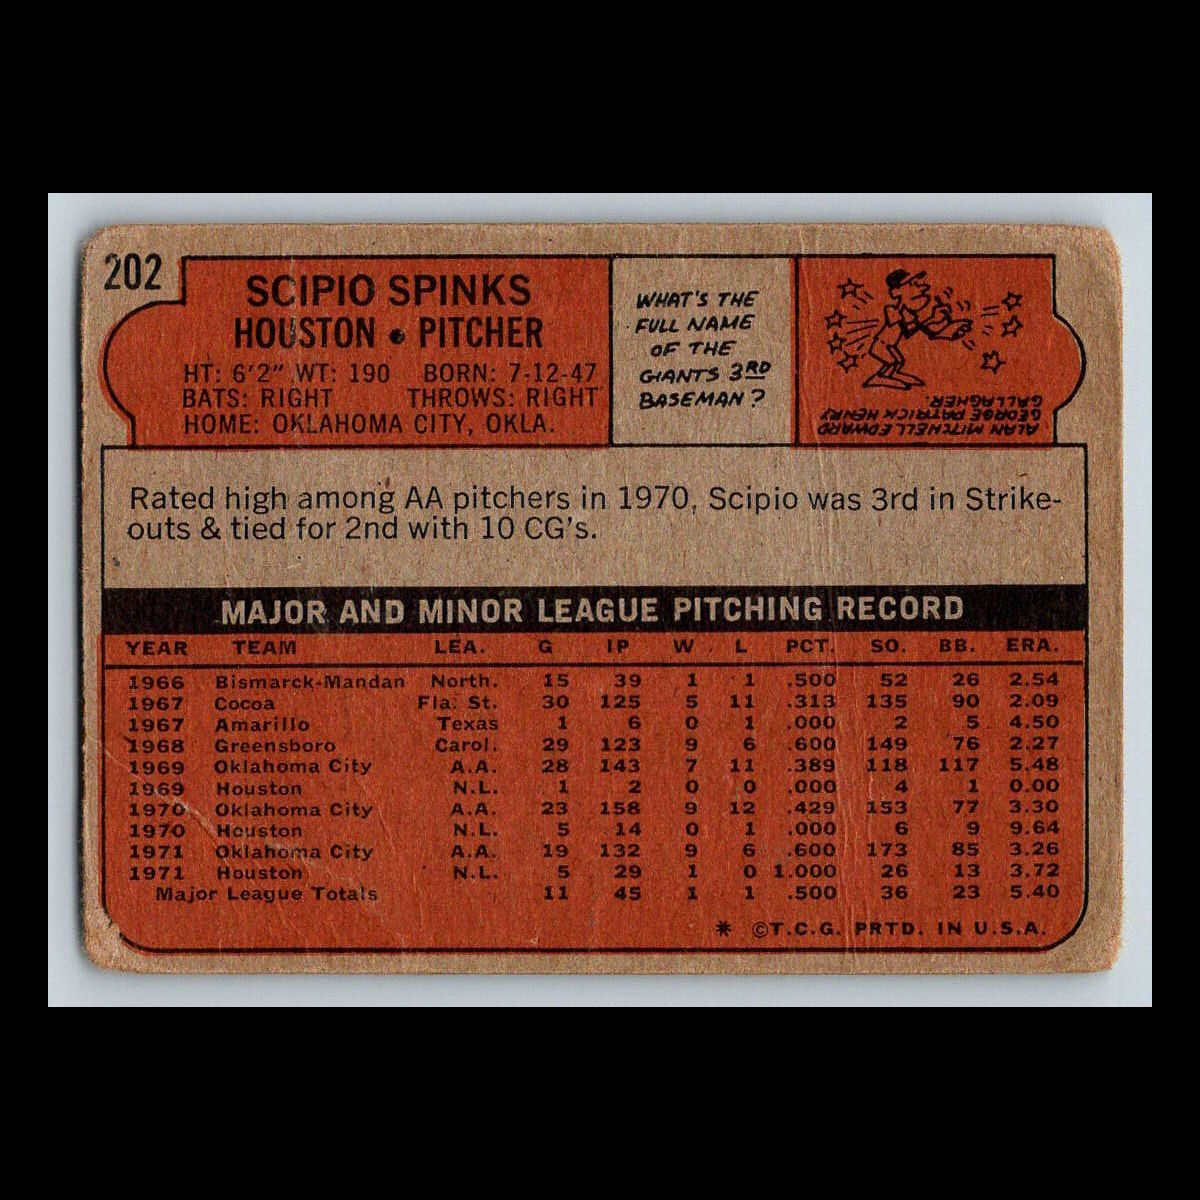 202
SCIPIO SPINKS
HOUSTON • PITCHER
HT: 6'2" WT: 190 BORN: 7-12-47
BATS: RIGHT THROWS: RIGHT
HOME: OKLAHOMA CITY, OKLA.
WHAT'S THE
FULL NAME
OF THE
GIANTS 3RD
BASEMAN?
ALAN MITCHELL EDWARD
GEORGE PATRICK HENRY
GALLAGHER.
Rated high among AA pitchers in 1970, Scipio was 3rd in Strike-
outs & tied for 2nd with 10 CG's.
MAJOR AND MINOR LEAGUE PITCHING RECORD
YEAR TEAM LEA. G IP W L PCT. SO. BB. ERA.
1966 Bismarck-Mandan North. 15 39 1 1 .500 52 26 2.54
1967 Cocoa Fla. St. 30 125 5 11 .313 135 90 2.09
1967 Amarillo Texas 1 6 0 1 .000 2 5 4.50
1968 Greensboro Carol. 29 123 9 6 .600 149 76 2.27
1969 Oklahoma City A.A. 28 143 7 11 .389 118 117 5.48
1969 Houston N.L. 1 2 0 0 .000 4 1 0.00
1970 Oklahoma City A.A. 23 158 9 12 .429 153 77 3.30
1970 Houston N.L. 5 14 0 1 .000 6 9 9.64
1971 Oklahoma City A.A. 19 132 9 6 .600 173 85 3.26
1971 Houston N.L. 5 29 1 0 1.000 26 13 3.72
Major League Totals 11 45 1 1 .500 36 23 5.40
* ©T.C.G. PRTD. IN U.S.A.